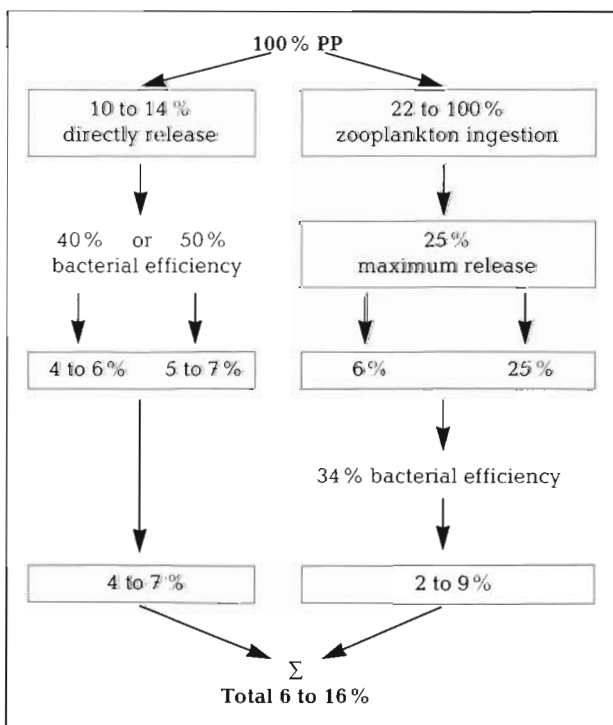 100% PP
10 to 14%
directly release
22 to 100%
zooplankton ingestion
40% or 50%
bacterial efficiency
25%
maximum release
4 to 6% 5 to 7%
6% 25%
34% bacterial efficiency
4 to 7%
2 to 9%
Σ
Total 6 to 16%